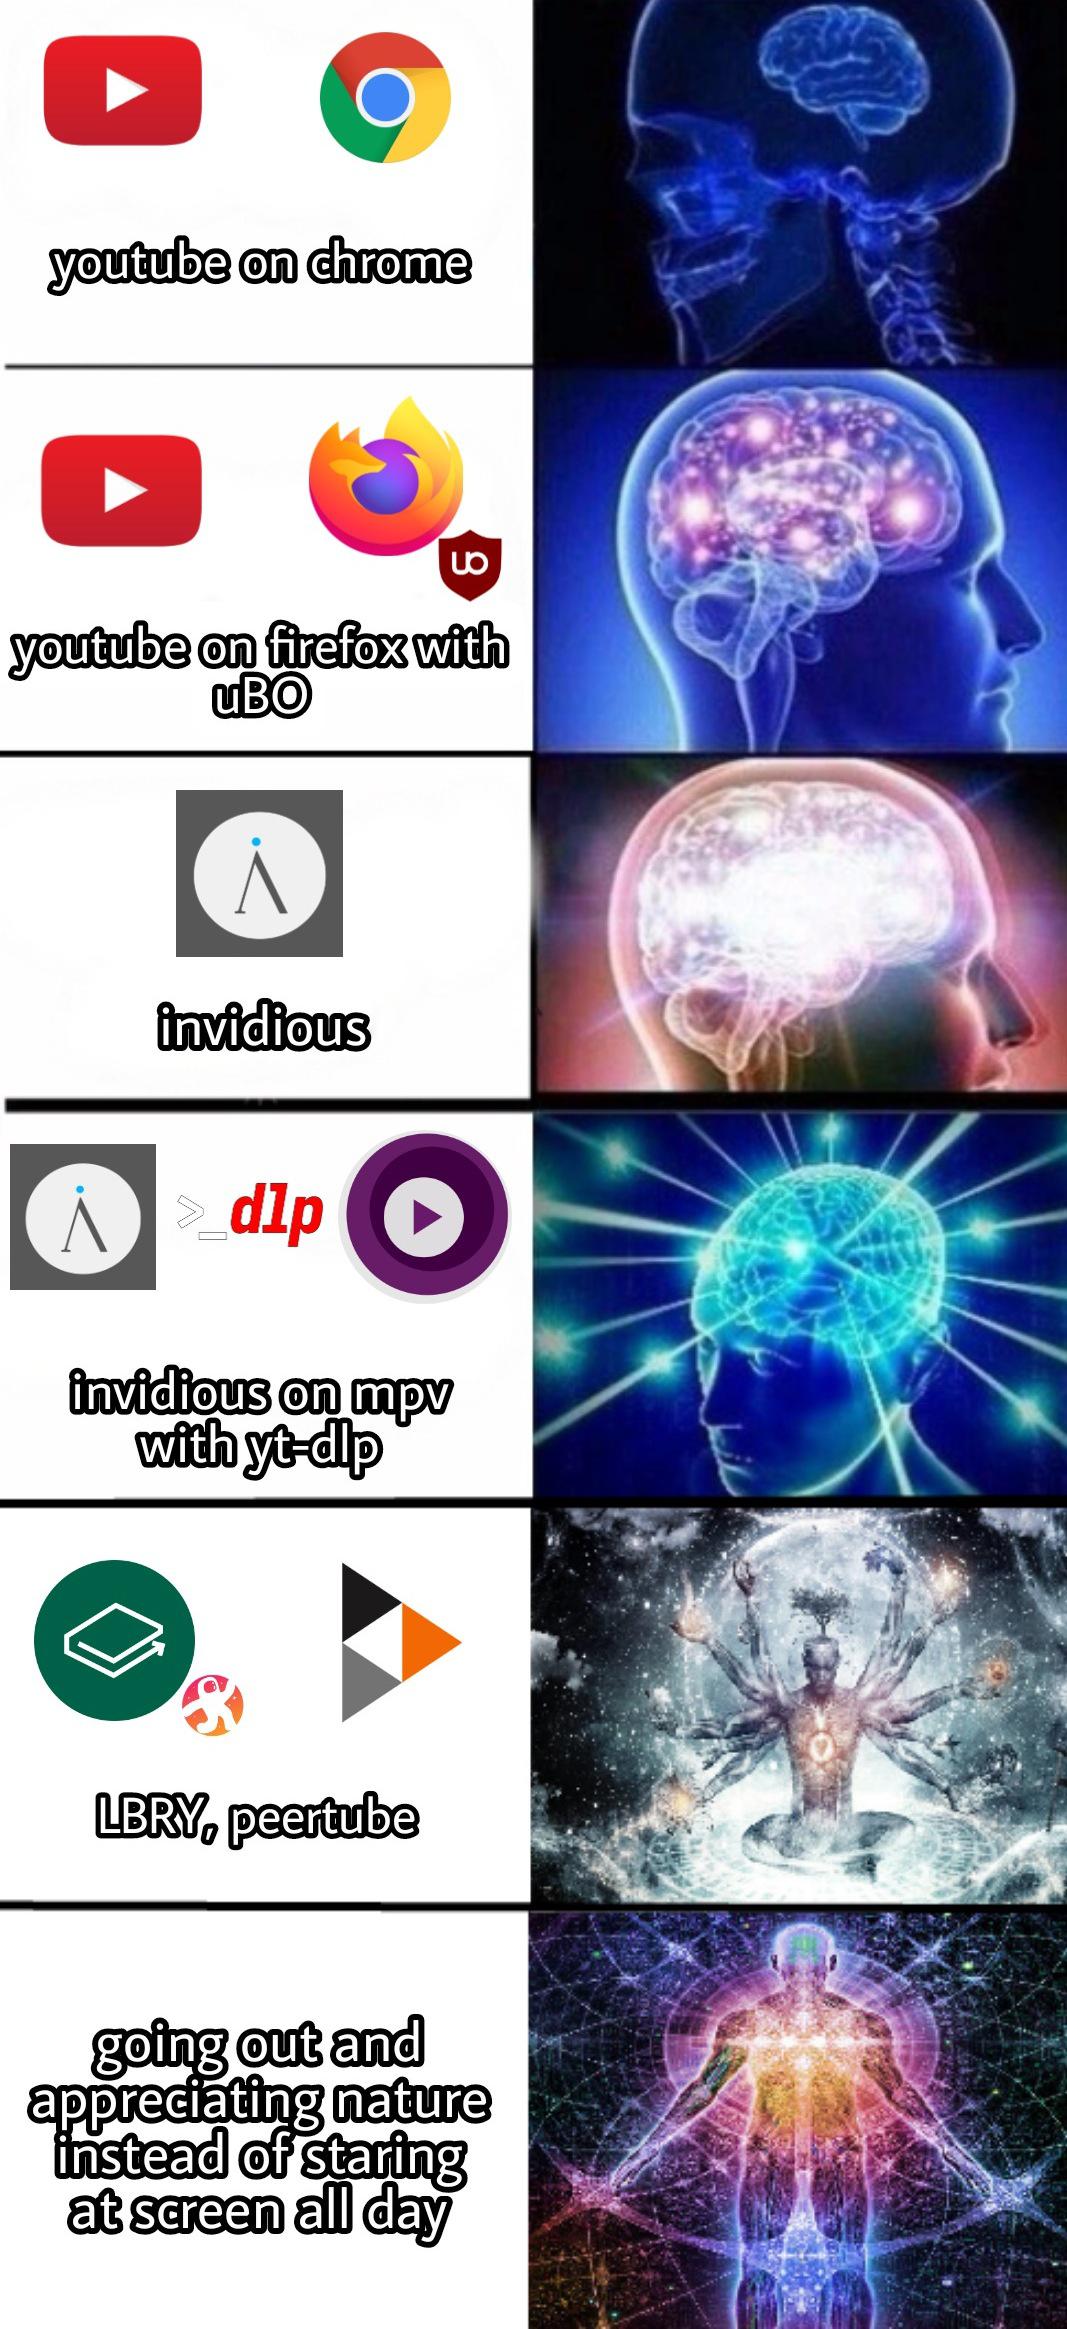 youtube on chrome
uo
youtube on firefox with
uBO
invidious
>_dlp
invidious on mpv
with yt-dlp
LBRY, peertube
going out and
appreciating nature
instead of staring
at screen all day